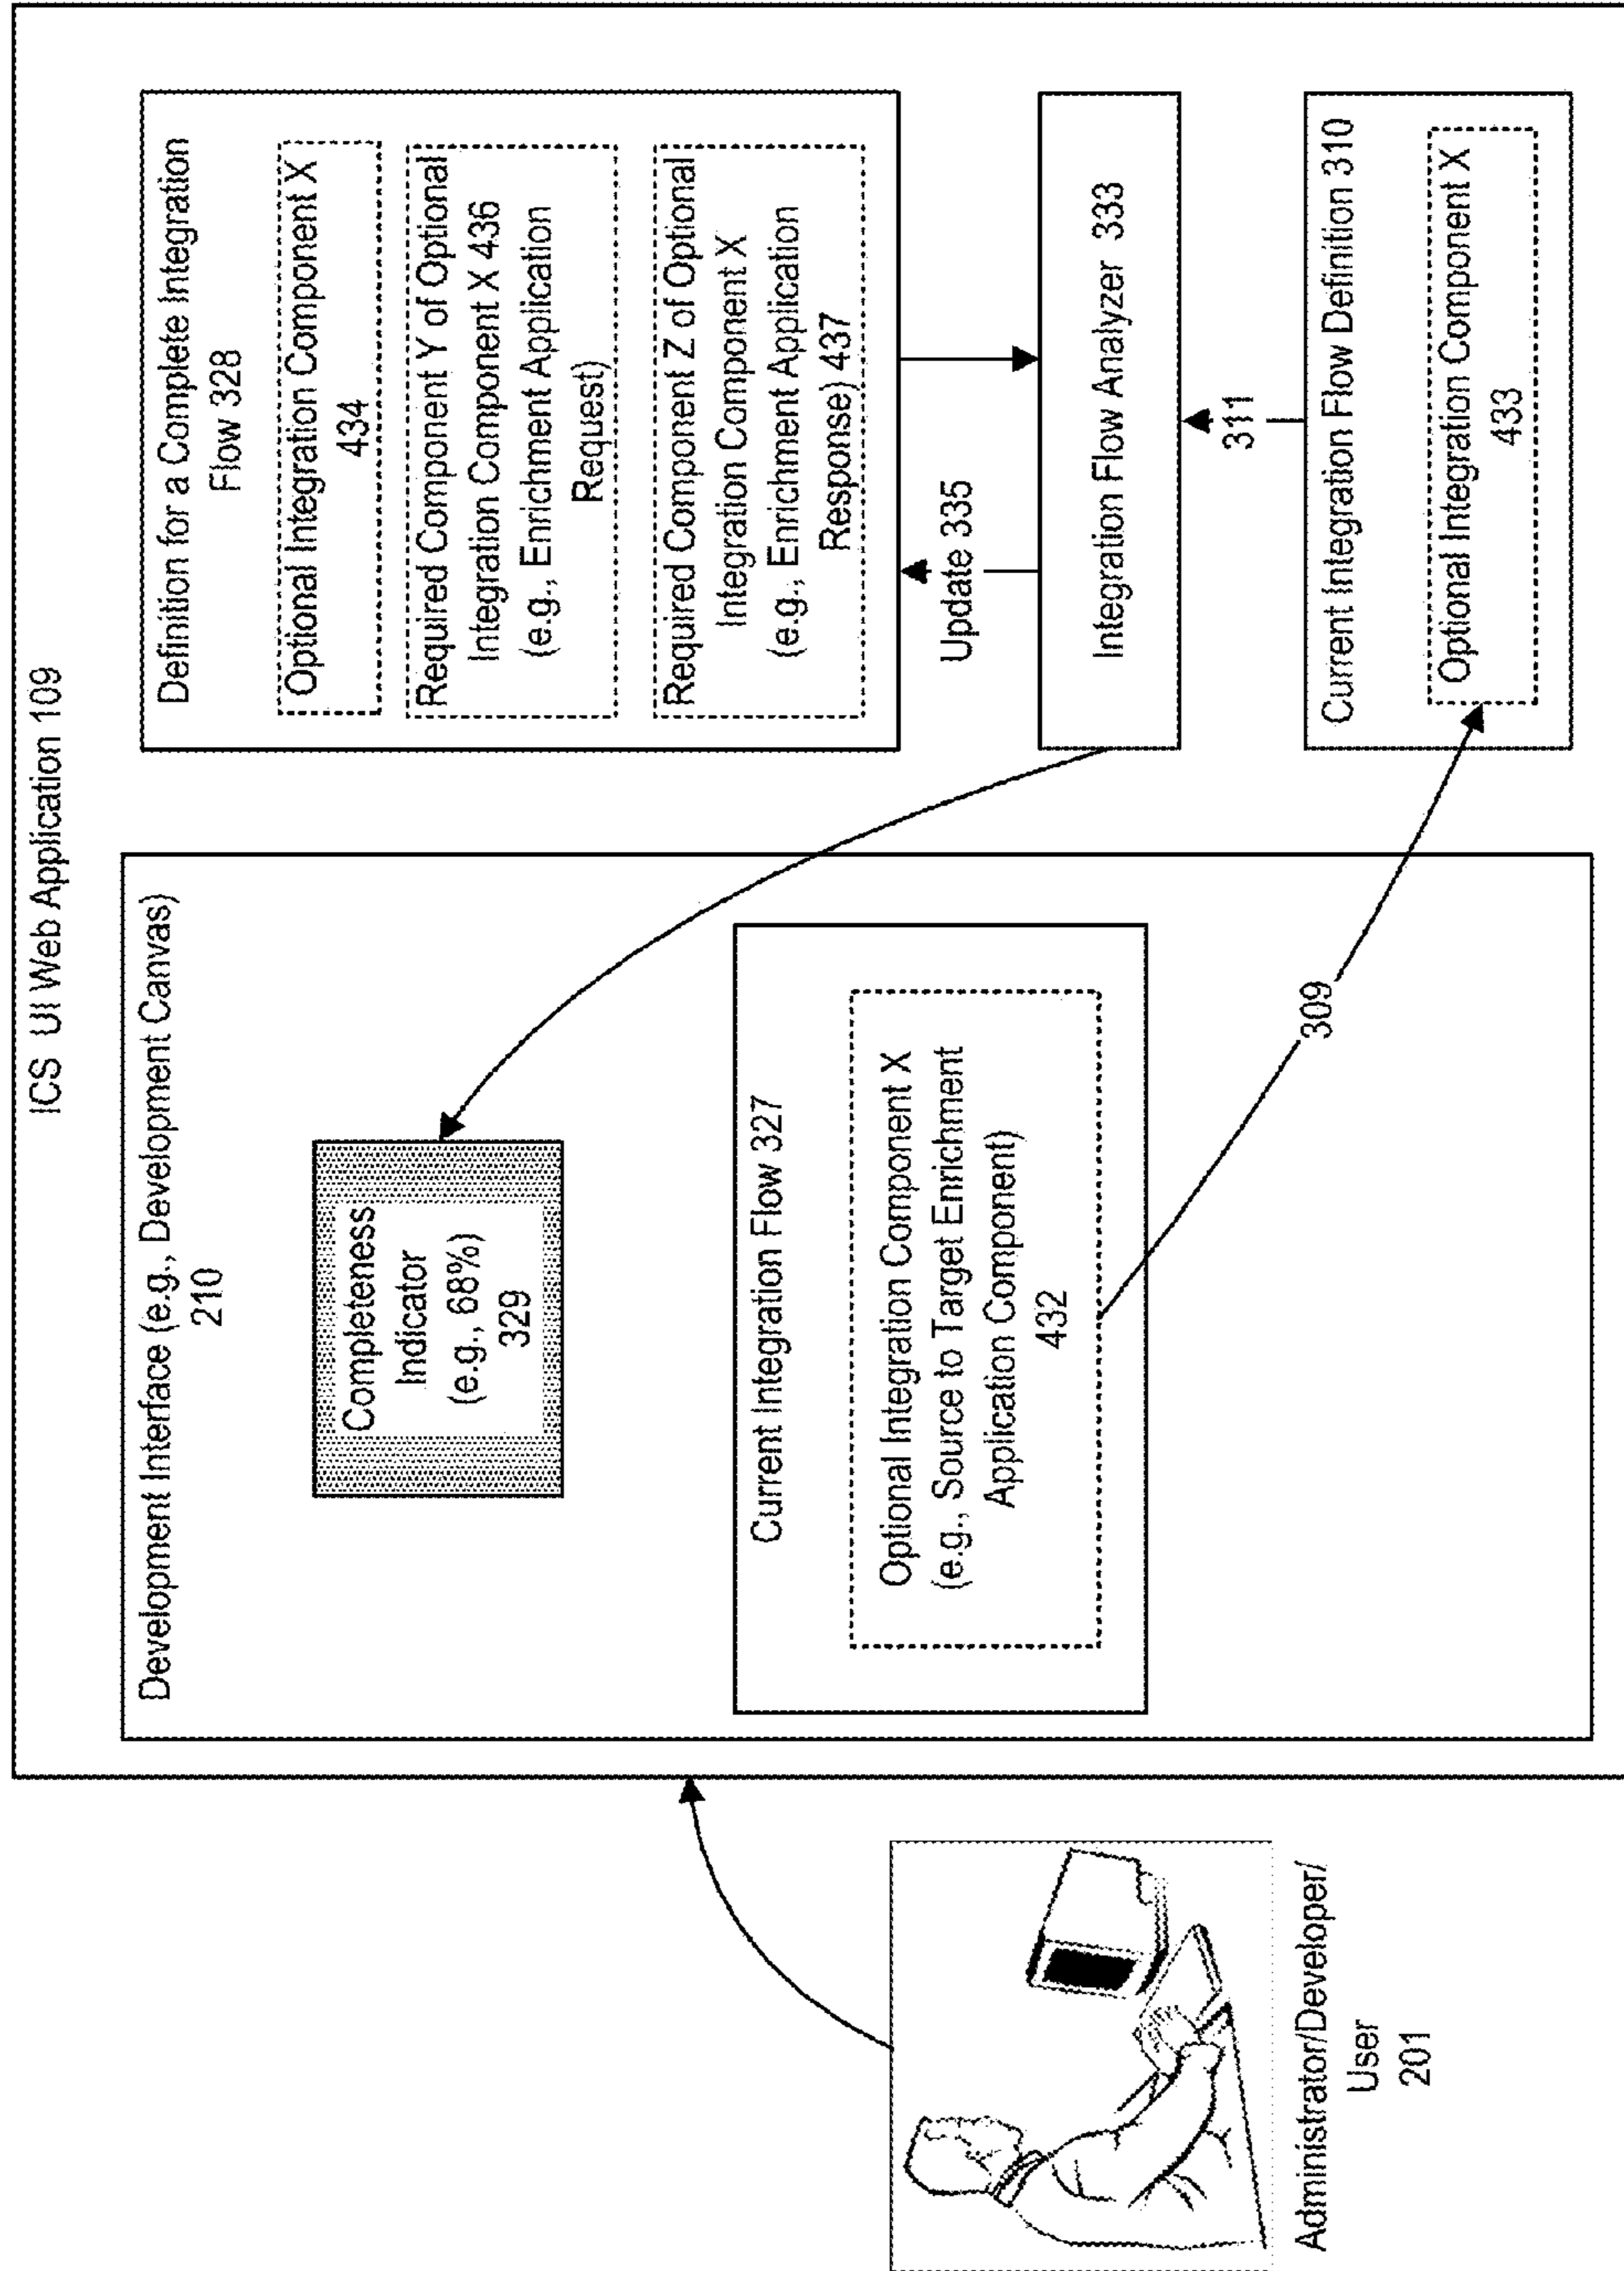 ICS UI Web Application 109
Development Interface (e.g., Development Canvas)
210
Completeness
Indicator
(e.g., 68%)
329
Current Integration Flow 327
Optional Integration Component X
(e.g., Source to Target Enrichment
Application Component)
432
309
Definition for a Complete Integration
Flow 328
Optional Integration Component X
434
Required Component Y of Optional
Integration Component X 436
(e.g., Enrichment Application
Request)
Required Component Z of Optional
Integration Component X
(e.g., Enrichment Application
Response) 437
Update 335
Integration Flow Analyzer 333
311
Current Integration Flow Definition 310
Optional Integration Component X
433
Administrator/Developer/
User
201